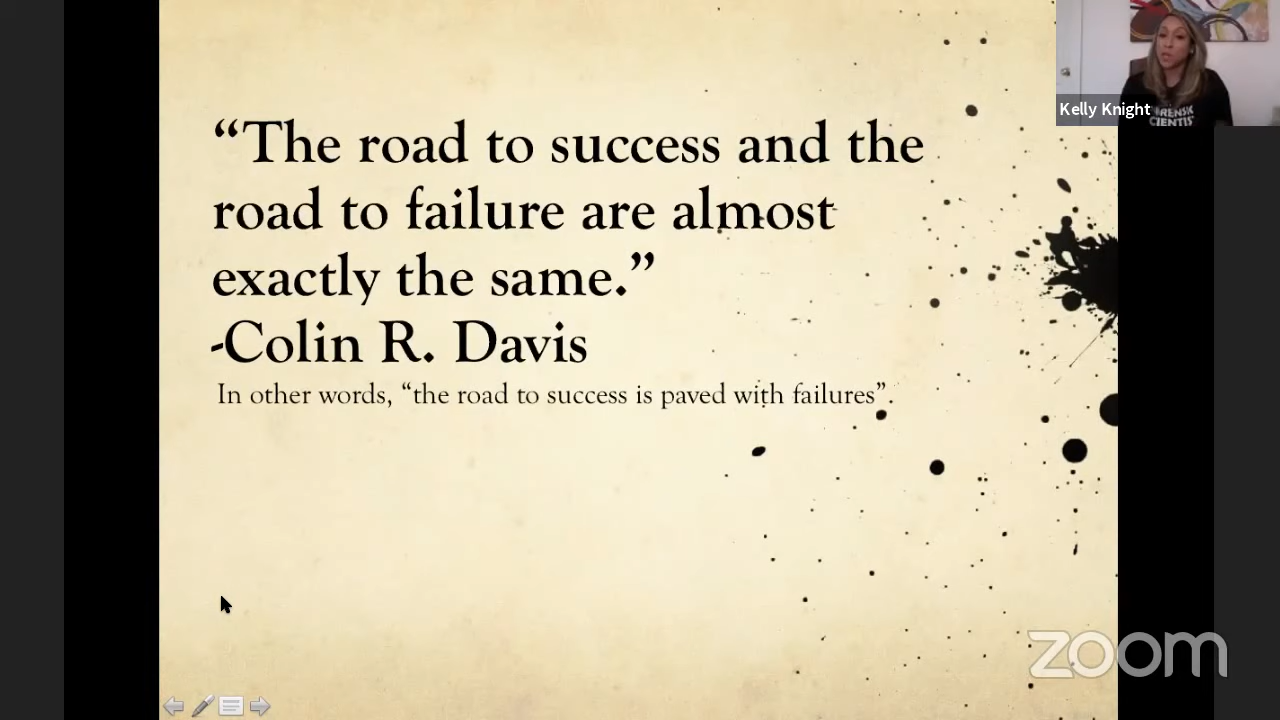 “The road to success and the
road to failure are almost
exactly the same.”
-Colin R. Davis
In other words, “the road to success is paved with failures”.
Kelly Knight
zoom